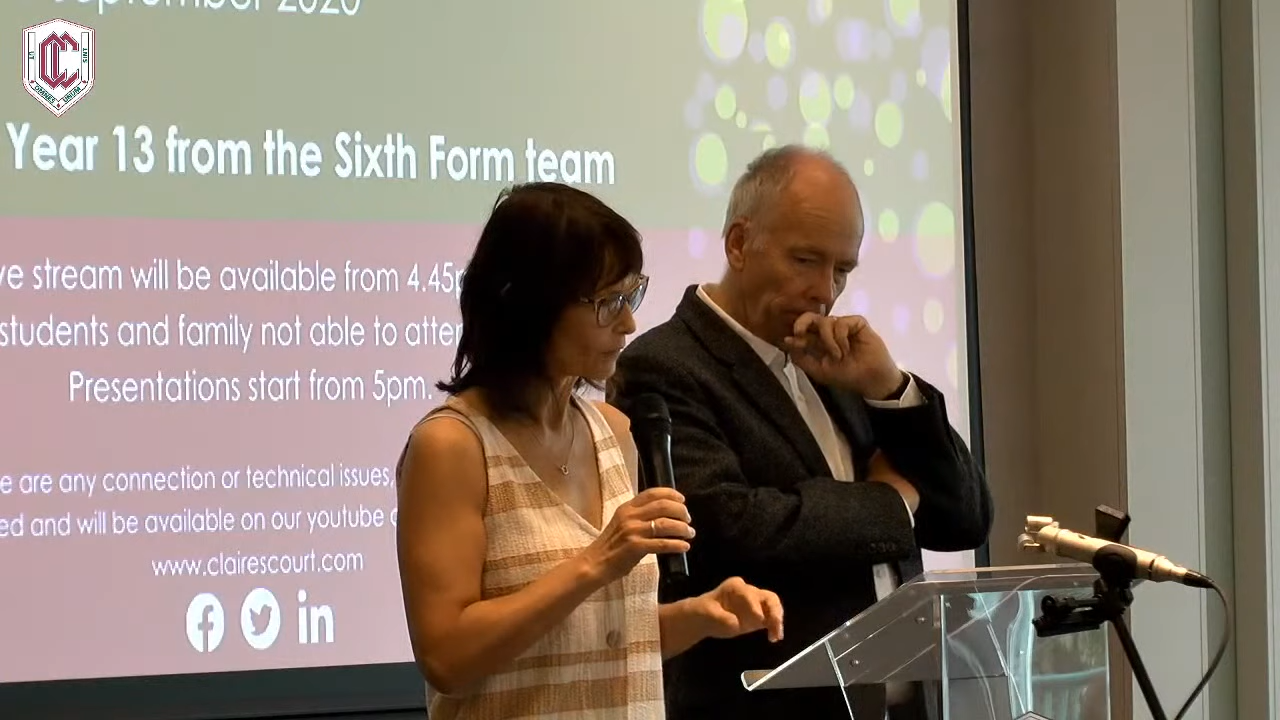 September 2020
Year 13 from the Sixth Form team
ve stream will be available from 4.45p
students and family not able to atten
Presentations start from 5pm.
e are any connection or technical issues,
ed and will be available on our youtube c
www.clairescourt.com